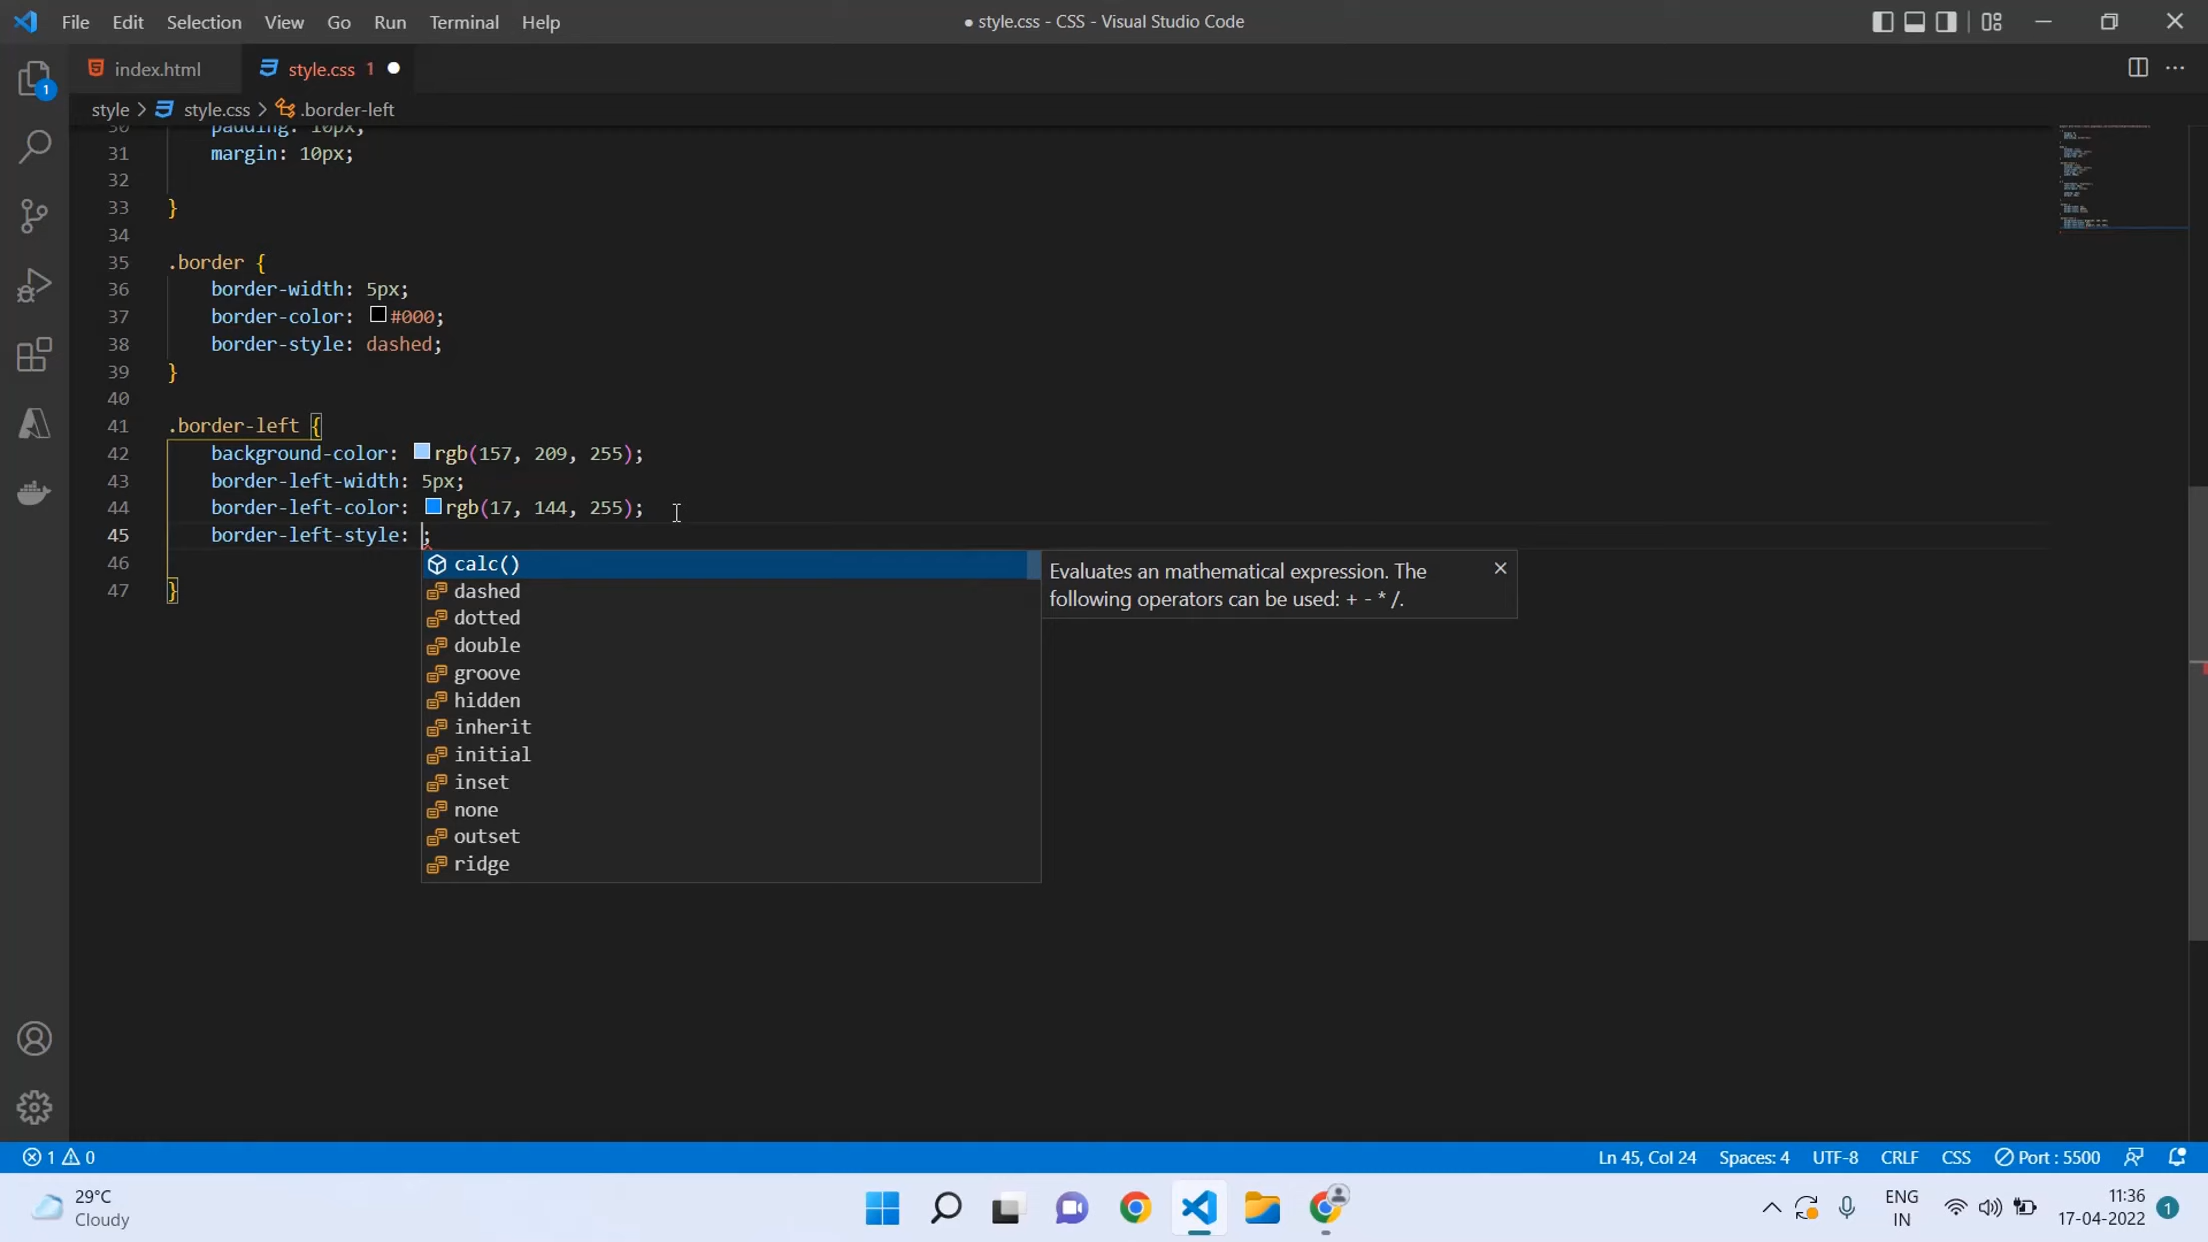 File Edit Selection View Go Run Terminal Help
● style.css - CSS - Visual Studio Code
index.html
style.css 1 ●
style > style.css > .border-left
1
30 padding: 10px;
31 margin: 10px;
32
33 }
34
35 .border {
36 border-width: 5px;
37 border-color: #000;
38 border-style: dashed;
39 }
40
41 .border-left {
42 background-color: rgb(157, 209, 255);
43 border-left-width: 5px;
44 border-left-color: rgb(17, 144, 255);
45 border-left-style: ;
46
47 }
calc()
dashed
dotted
double
groove
hidden
inherit
initial
inset
none
outset
ridge
Evaluates an mathematical expression. The
following operators can be used: + - * /.
1 0
Ln 45, Col 24 Spaces: 4 UTF-8 CRLF CSS Port : 5500
29°C
Cloudy
ENG
IN
11:36
17-04-2022
1